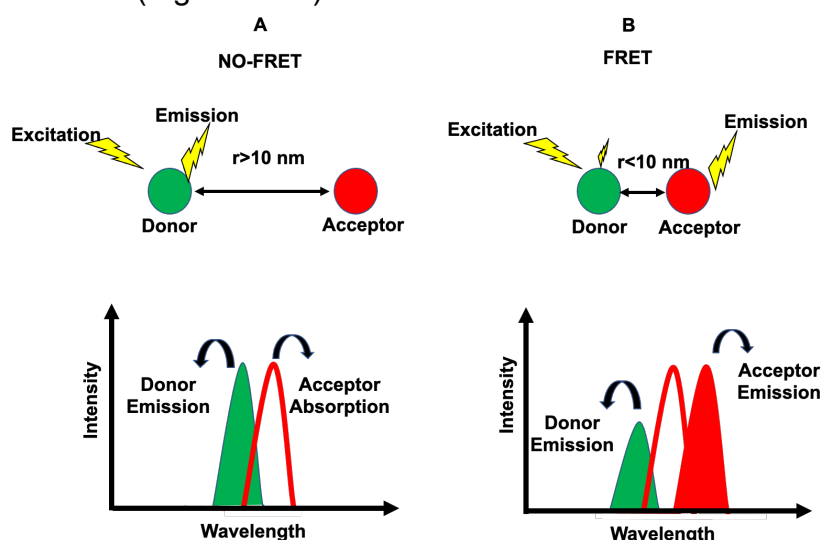 A
NO-FRET
Excitation
Emission
r>10 nm
Donor
Acceptor
Intensity
Donor
Emission
Acceptor
Absorption
Wavelength
B
FRET
Excitation
Emission
r<10 nm
Donor
Acceptor
Intensity
Donor
Emission
Acceptor
Emission
Wavelength